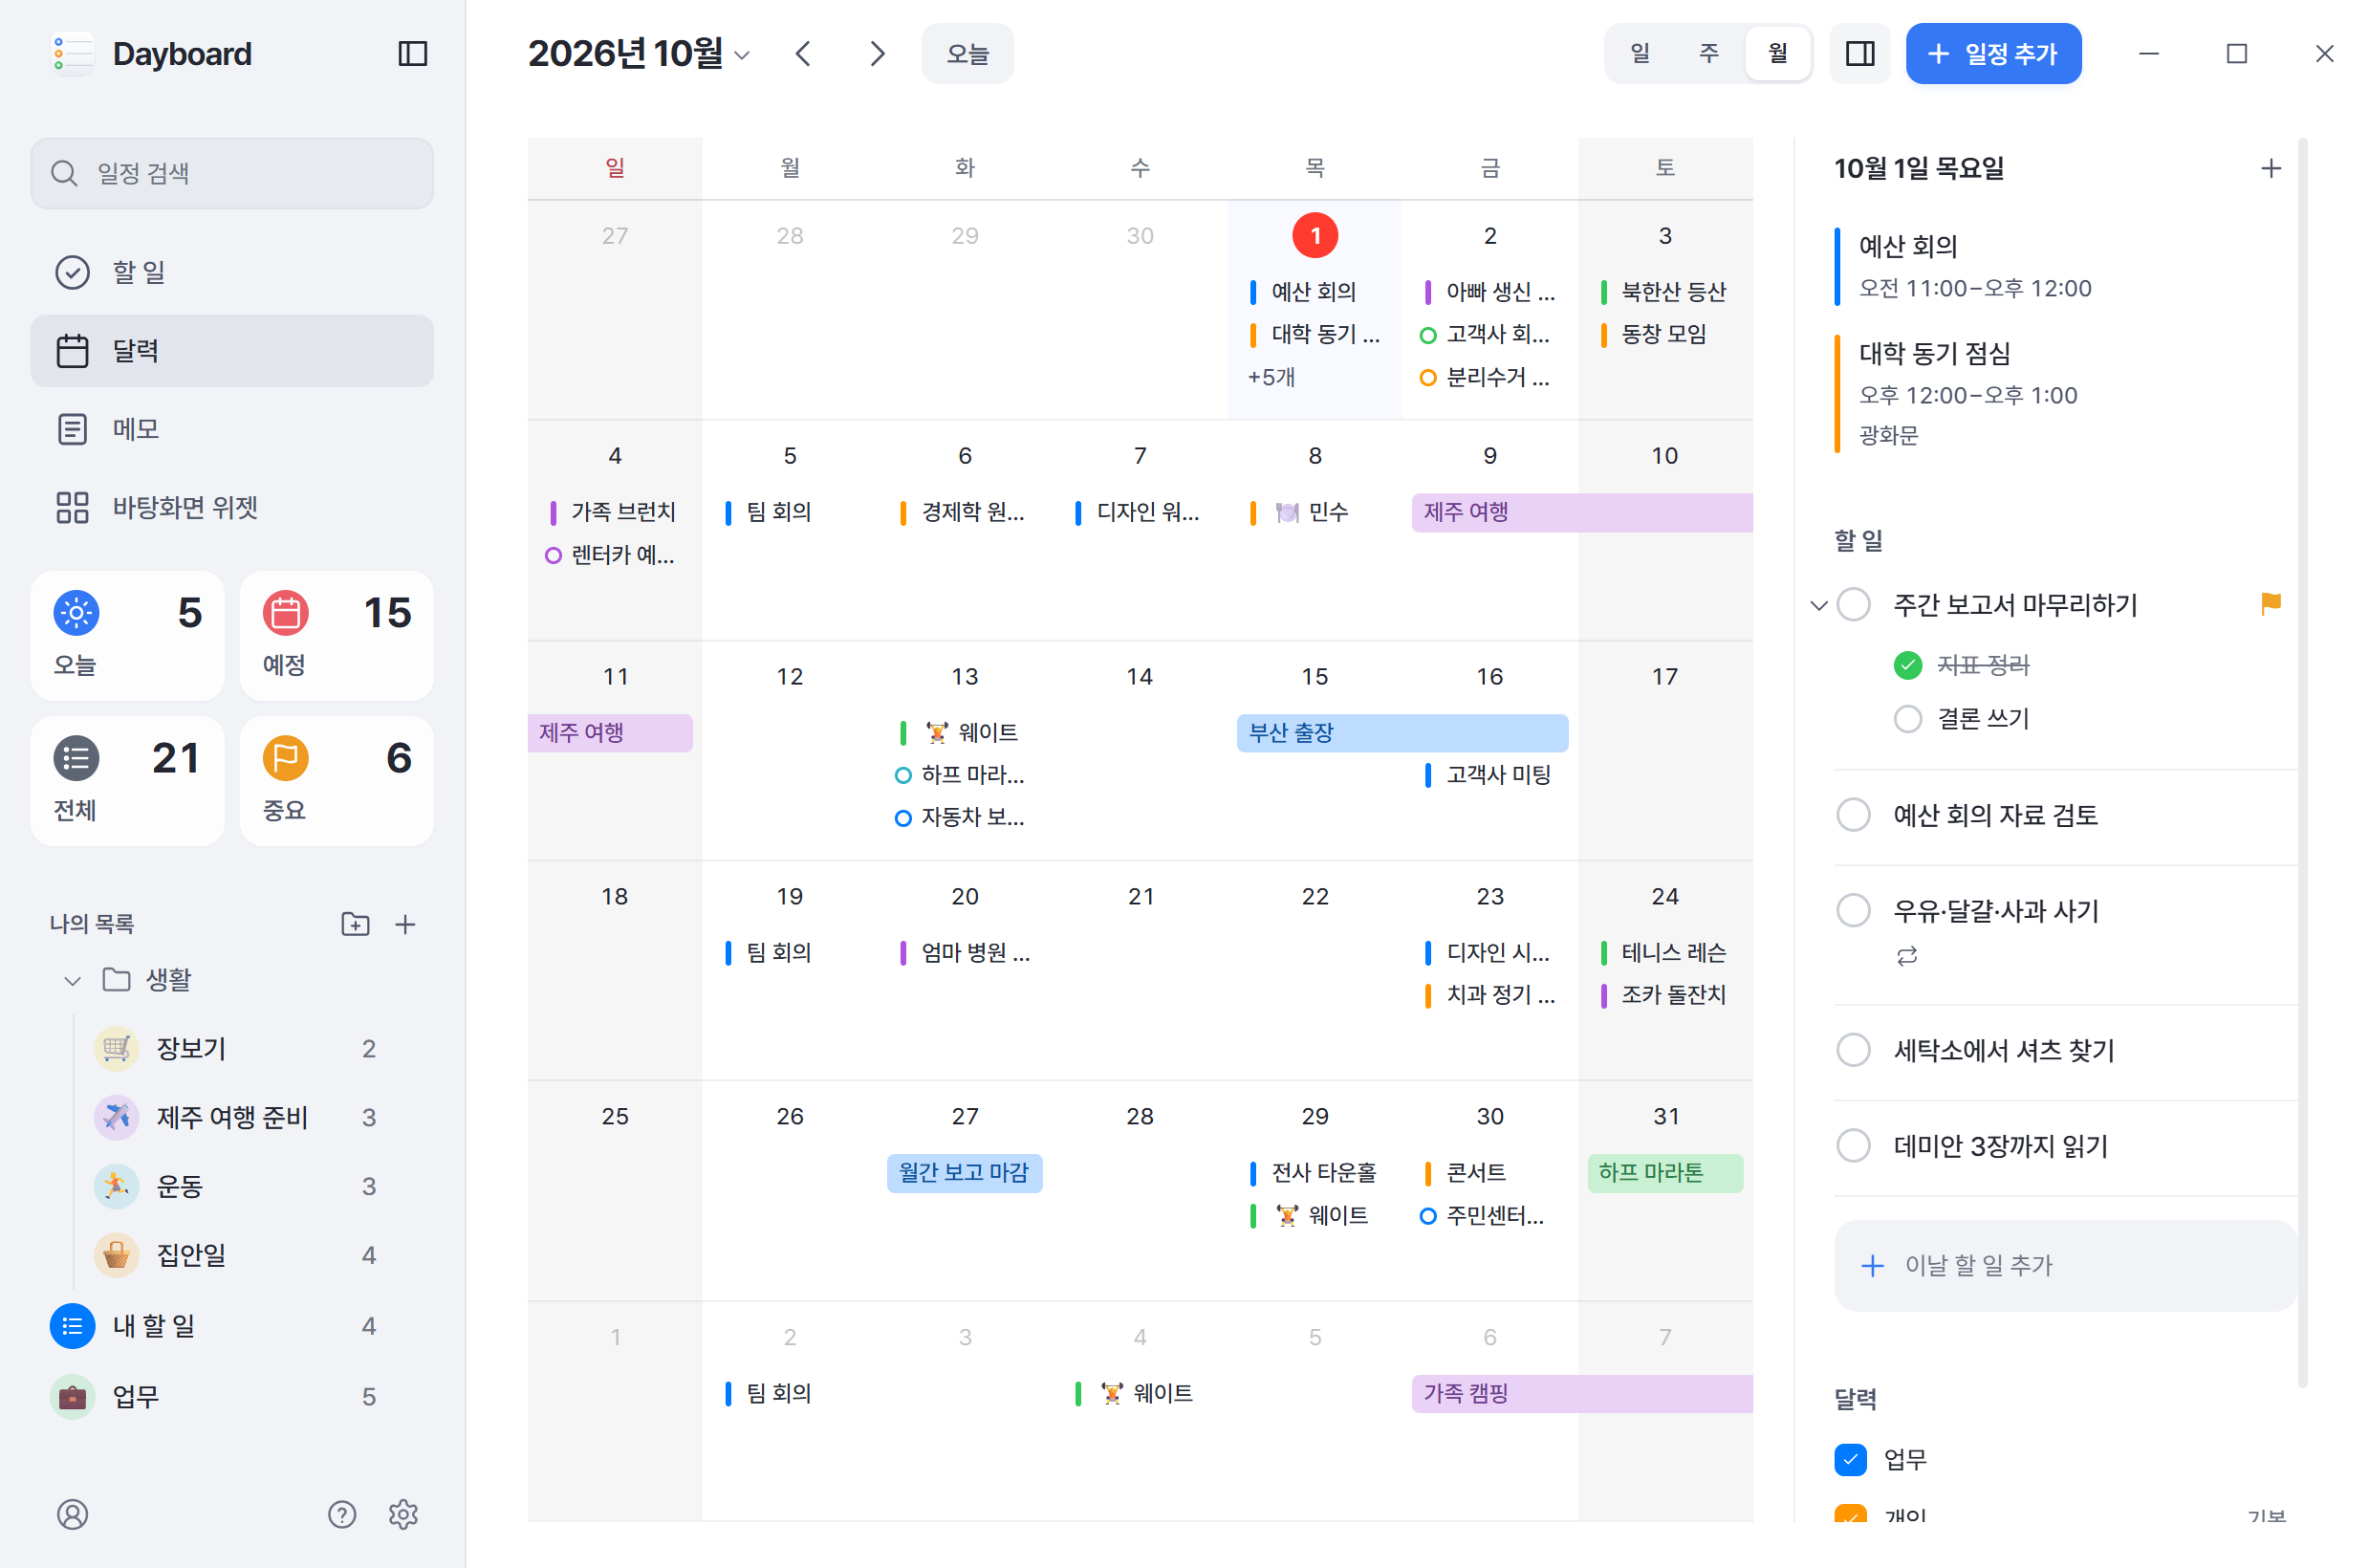 Dayboard
일정 검색
할 일
달력
메모
바탕화면 위젯
5
오늘
15
예정
21
전체
6
중요
나의 목록
생활
장보기 2
제주 여행 준비 3
운동 3
집안일 4
내 할 일 4
업무 5
2026년 10월
오늘
일 주 월
일정 추가
일 월 화 수 목 금 토
27 28 29 30 1 2 3
예산 회의 아빠 생신 ... 북한산 등산
대학 동기 ... 고객사 회... 동창 모임
+5개 분리수거 ...
4 5 6 7 8 9 10
가족 브런치 팀 회의 경제학 원... 디자인 워... 민수 제주 여행
렌터카 예...
11 12 13 14 15 16 17
제주 여행 웨이트 부산 출장
하프 마라... 고객사 미팅
자동차 보...
18 19 20 21 22 23 24
팀 회의 엄마 병원 ... 디자인 시... 테니스 레슨
치과 정기 ... 조카 돌잔치
25 26 27 28 29 30 31
월간 보고 마감 전사 타운홀 콘서트 하프 마라톤
웨이트 주민센터...
1 2 3 4 5 6 7
팀 회의 웨이트 가족 캠핑
10월 1일 목요일
예산 회의
오전 11:00–오후 12:00
대학 동기 점심
오후 12:00–오후 1:00
광화문
할 일
주간 보고서 마무리하기
지표 정리
결론 쓰기
예산 회의 자료 검토
우유·달걀·사과 사기
세탁소에서 셔츠 찾기
데미안 3장까지 읽기
이날 할 일 추가
달력
업무
개인 기본